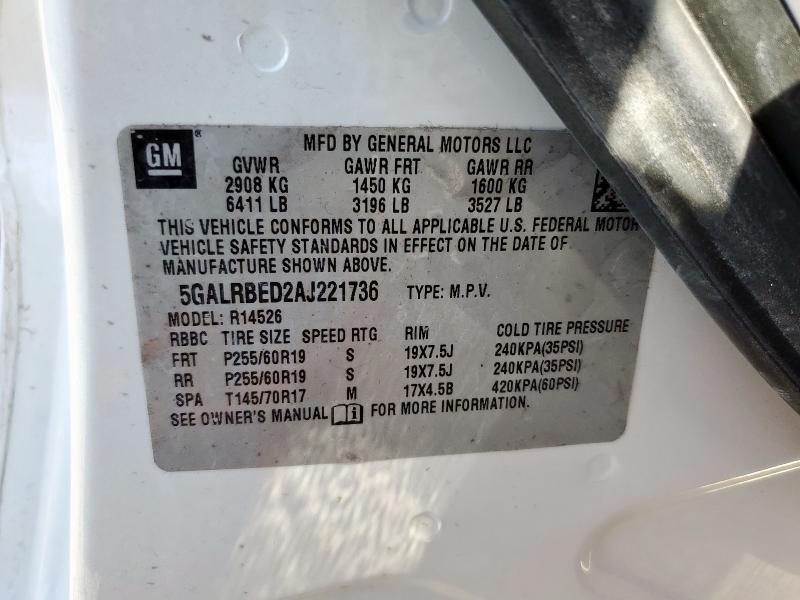 GM
MFD BY GENERAL MOTORS LLC
GVWR GAWR FRT GAWR RR
2908 KG 1450 KG 1600 KG
6411 LB 3196 LB 3527 LB
THIS VEHICLE CONFORMS TO ALL APPLICABLE U.S. FEDERAL MOTOR
VEHICLE SAFETY STANDARDS IN EFFECT ON THE DATE OF
MANUFACTURE SHOWN ABOVE.
5GALRBED2AJ221736 TYPE: M.P.V.
MODEL: R14526
RBBC TIRE SIZE SPEED RTG RIM COLD TIRE PRESSURE
FRT P255/60R19 S 19X7.5J 240KPA(35PSI)
RR P255/60R19 S 19X7.5J 240KPA(35PSI)
SPA T145/70R17 M 17X4.5B 420KPA(60PSI)
SEE OWNER'S MANUAL i FOR MORE INFORMATION.